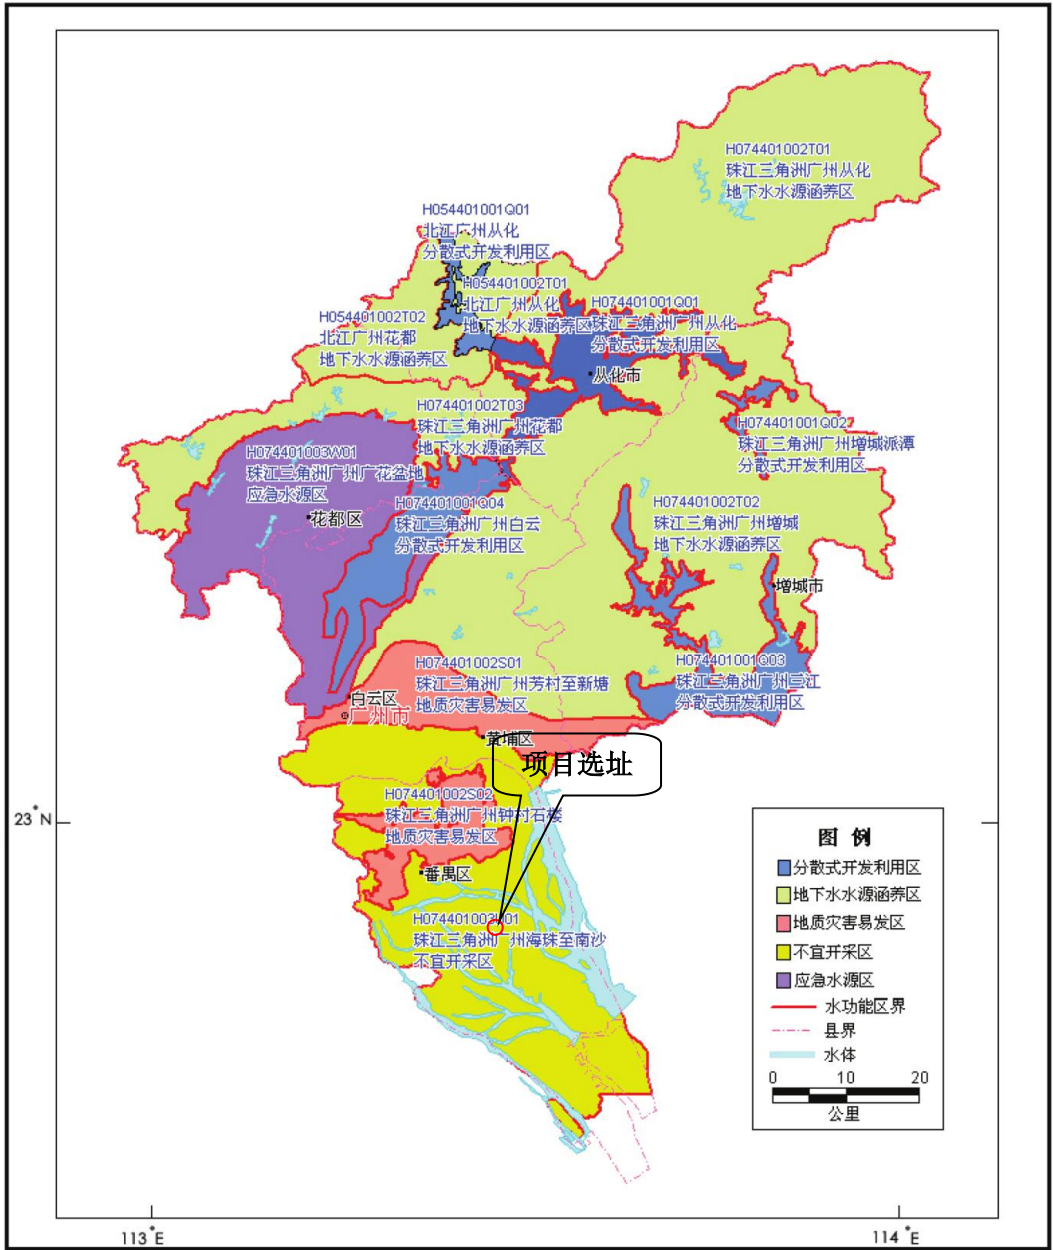 H074401002T01
珠江三角洲广州从化
地下水水源涵养区
H054401001Q01
北江广州从化
分散式开发利用区
H054401002T01
北江广州从化
地下水水源涵养区
H074401001Q01
珠江三角洲广州从化
分散式开发利用区
H054401002T02
北江广州花都
地下水水源涵养区
从化市
H074401002T03
珠江三角洲广州花都
地下水水源涵养区
H074401001Q02
珠江三角洲广州增城派潭
分散式开发利用区
H074401003W01
珠江三角洲广州广花盆地
应急水源区
花都区
H074401001Q04
珠江三角洲广州白云
分散式开发利用区
H074401002T02
珠江三角洲广州增城
地下水水源涵养区
增城市
H074401002S01
珠江三角洲广州芳村至新塘
地质灾害易发区
H074401001Q03
珠江三角洲广州三江
分散式开发利用区
白云区
广州市
黄埔区
项目选址
H074401002S02
珠江三角洲广州钟村石楼
地质灾害易发区
23°N
番禺区
H074401003U01
珠江三角洲广州海珠至南沙
不宜开采区
图 例
分散式开发利用区
地下水水源涵养区
地质灾害易发区
不宜开采区
应急水源区
水功能区界
县界
水体
0 10 20
公里
113°E 114°E